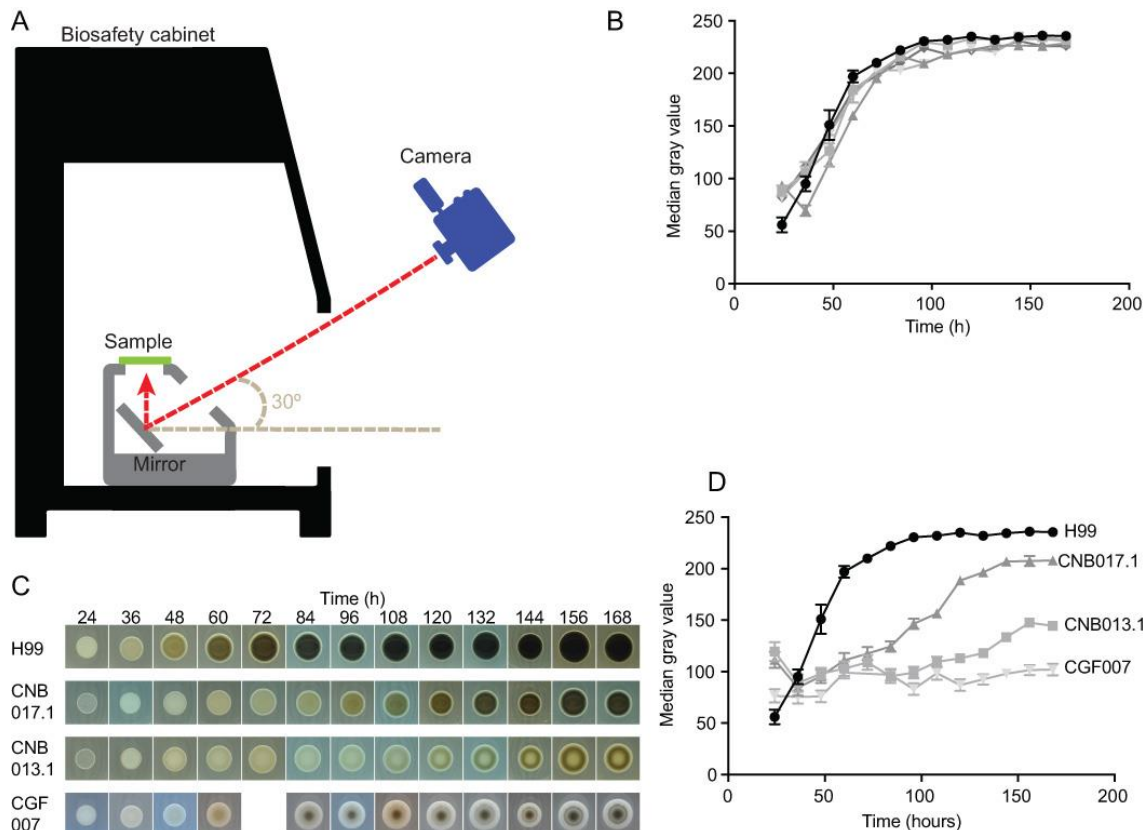 A
Biosafety cabinet
Camera
Sample
30º
Mirror
B
Median gray value
250
200
150
100
50
0
0 50 100 150 200
Time (h)
C
Time (h)
24 36 48 60 72 84 96 108 120 132 144 156 168
H99
CNB
017.1
CNB
013.1
CGF
007
D
Median gray value
250
200
150
100
50
0
H99
CNB017.1
CNB013.1
CGF007
0 50 100 150 200
Time (hours)